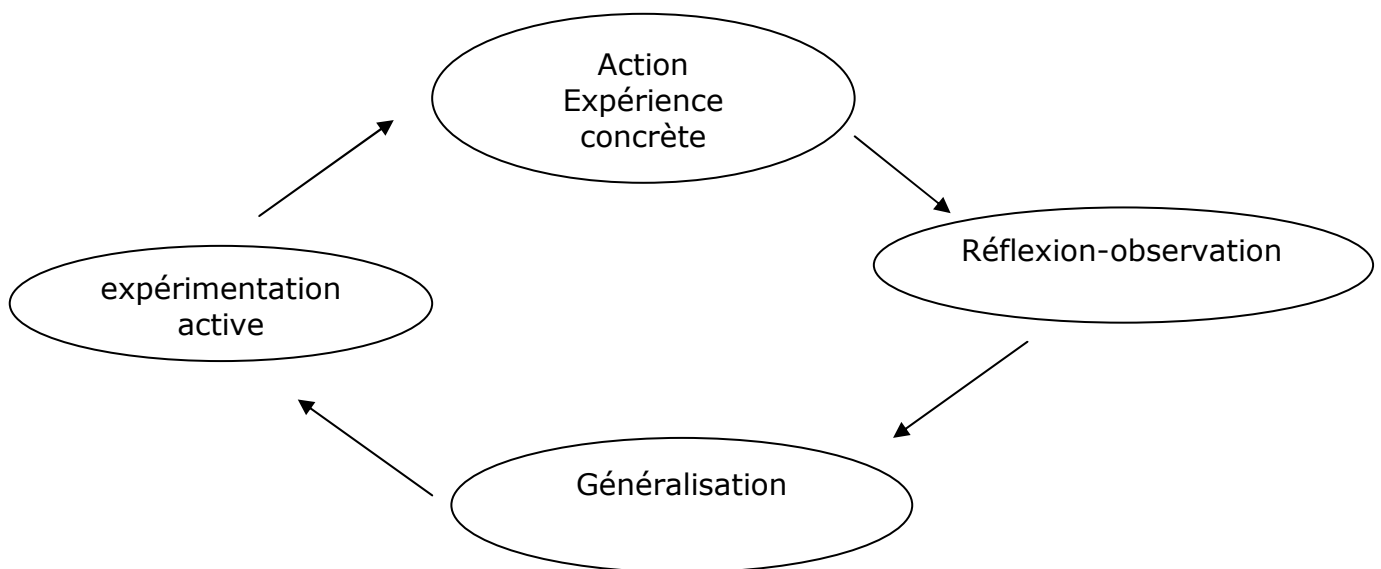 Action
Expérience
concrète
Réflexion-observation
expérimentation
active
Généralisation